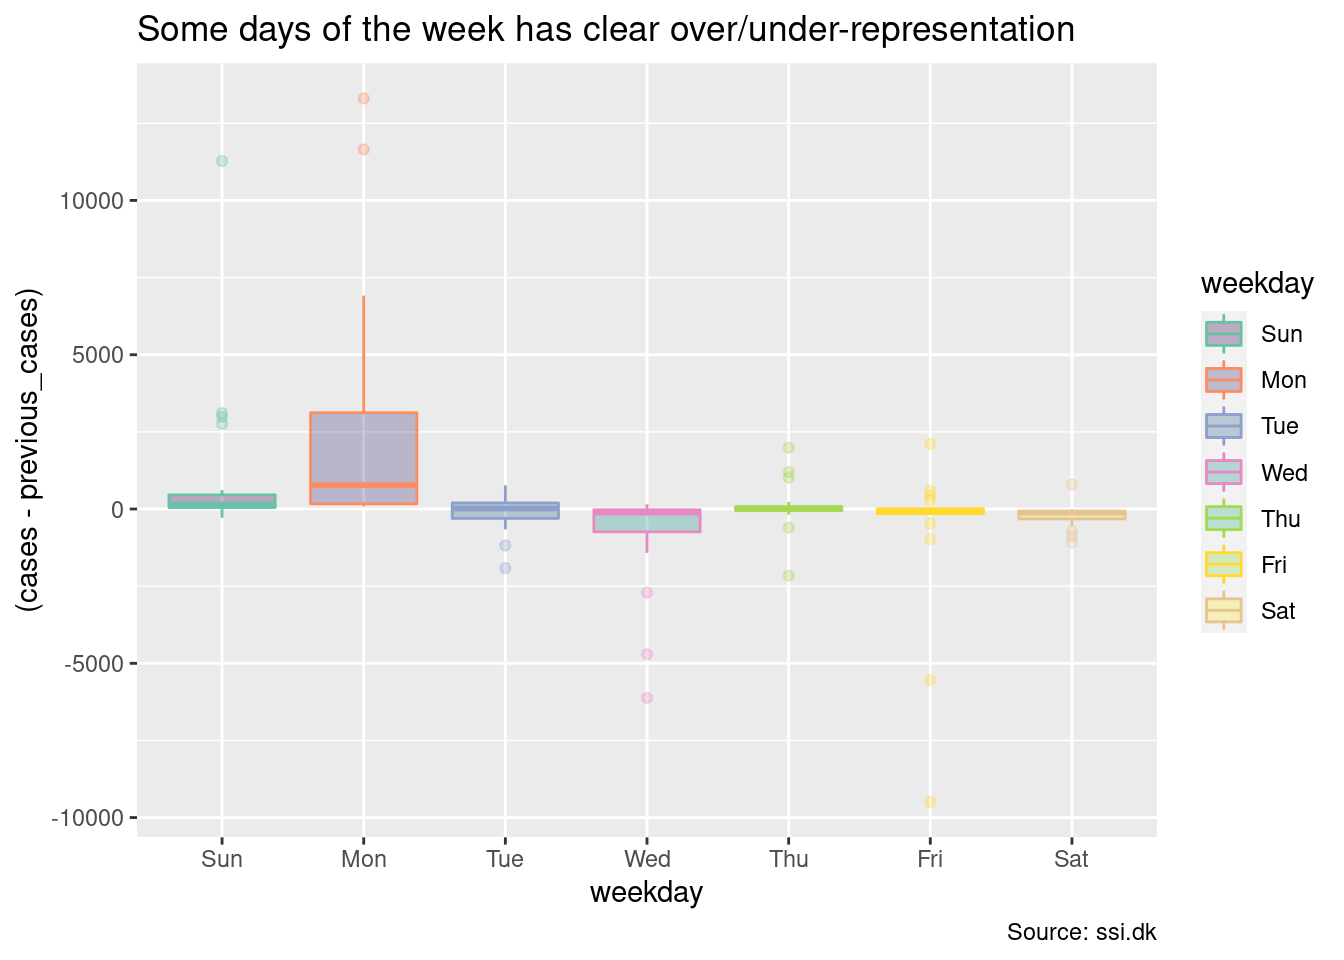 Some days of the week has clear over/under-representation
(cases - previous_cases)
10000
5000
0
-5000
-10000
Sun Mon Tue Wed Thu Fri Sat
weekday
weekday
Sun
Mon
Tue
Wed
Thu
Fri
Sat
Source: ssi.dk